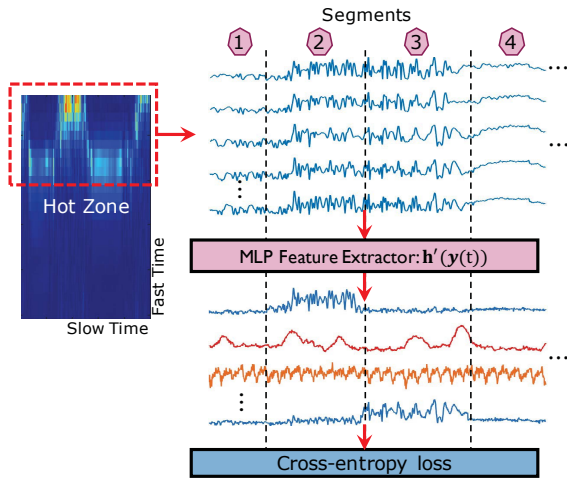 Segments
1 2 3 4
Hot Zone
Fast Time
Slow Time
MLP Feature Extractor: h′(y(t))
Cross-entropy loss